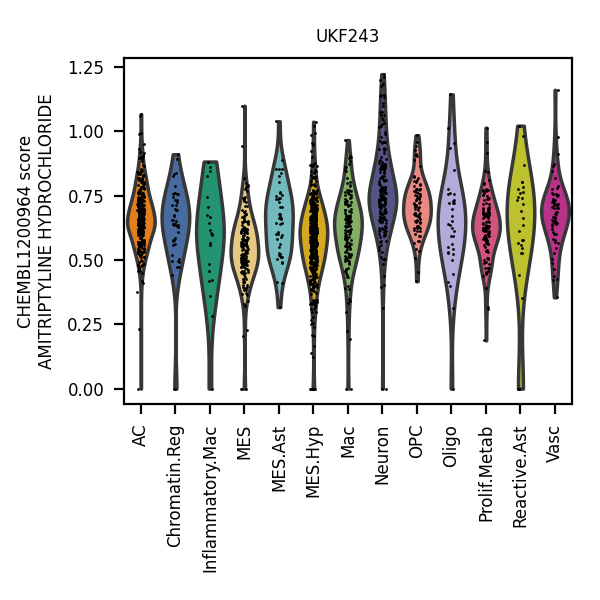 UKF243
CHEMBL1200964 score
AMITRIPTYLINE HYDROCHLORIDE
1.25
1.00
0.75
0.50
0.25
0.00
AC
Chromatin.Reg
Inflammatory.Mac
MES
MES.Ast
MES.Hyp
Mac
Neuron
OPC
Oligo
Prolif.Metab
Reactive.Ast
Vasc